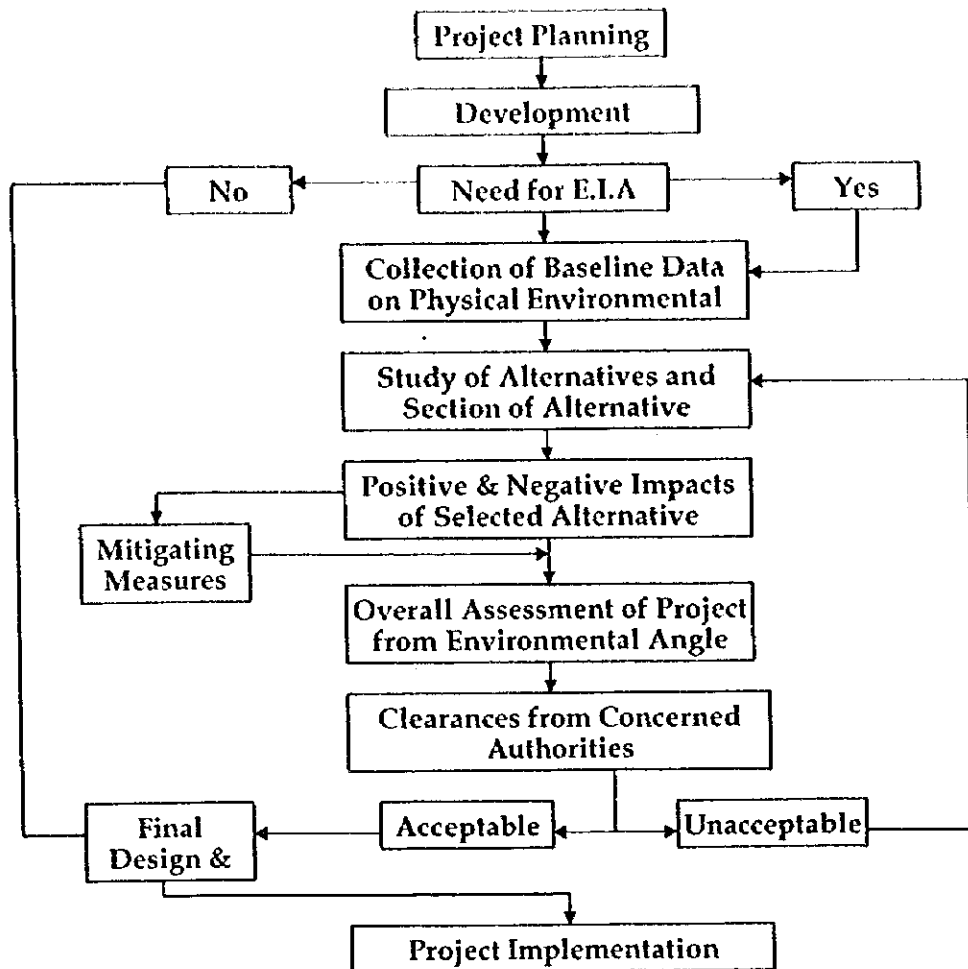 Project Planning
Development
No
Need for E.I.A
Yes
Collection of Baseline Data
on Physical Environmental
Study of Alternatives and
Section of Alternative
Positive & Negative Impacts
of Selected Alternative
Mitigating
Measures
Overall Assessment of Project
from Environmental Angle
Clearances from Concerned
Authorities
Final
Design &
Acceptable
Unacceptable
Project Implementation